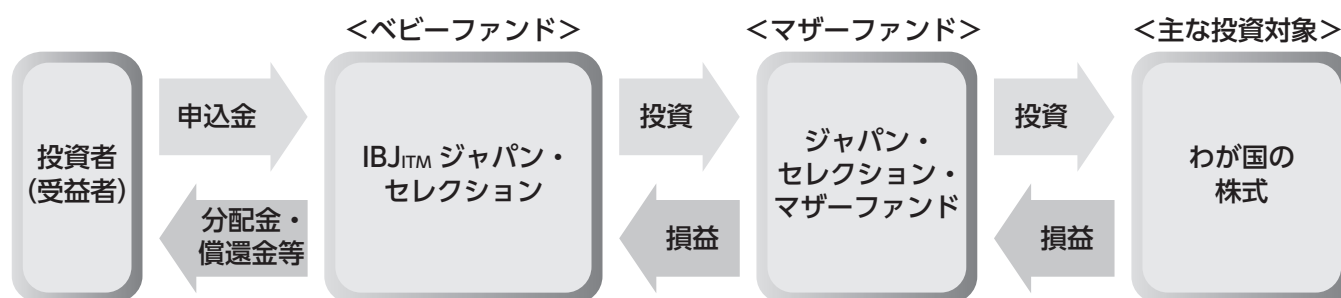 ＜ベビーファンド＞
＜マザーファンド＞
＜主な投資対象＞
投資者
(受益者)
申込金
分配金・
償還金等
IBJITM ジャパン・
セレクション
投資
損益
ジャパン・
セレクション・
マザーファンド
投資
損益
わが国の
株式